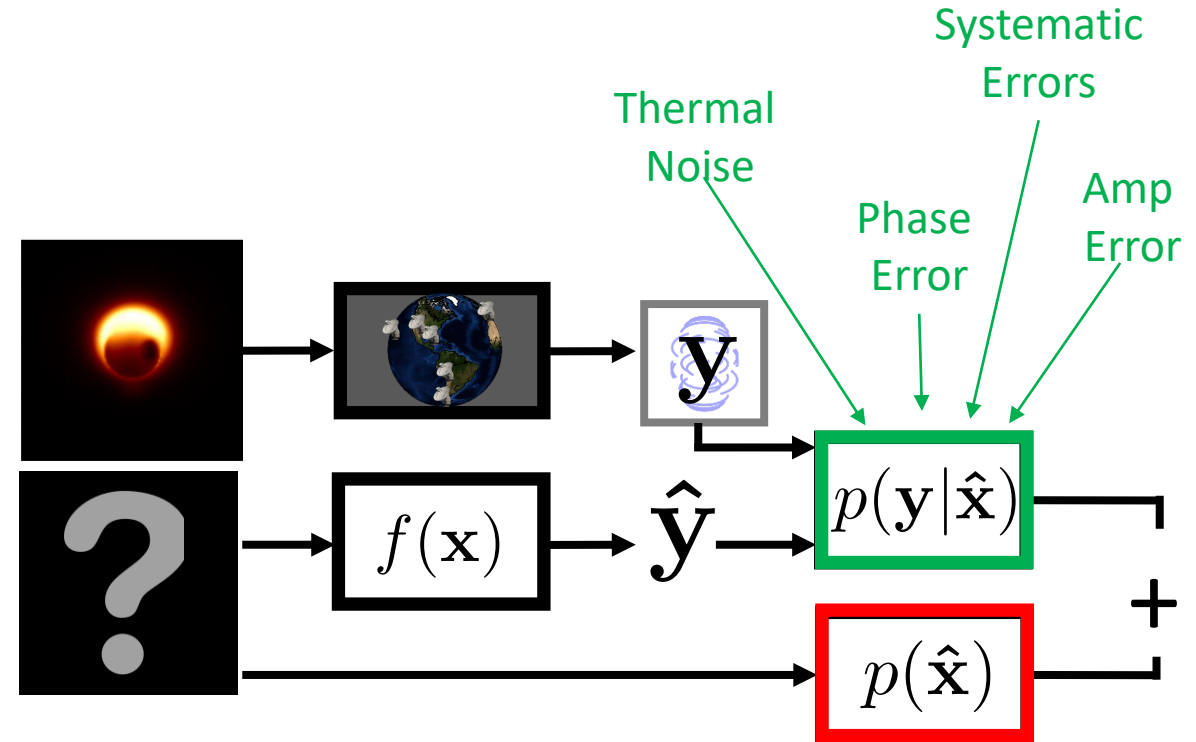 Systematic
Errors
Thermal
Noise
Amp
Error
Phase
Error
y
f(x)
ŷ
p(y|x̂)
+
p(x̂)
?